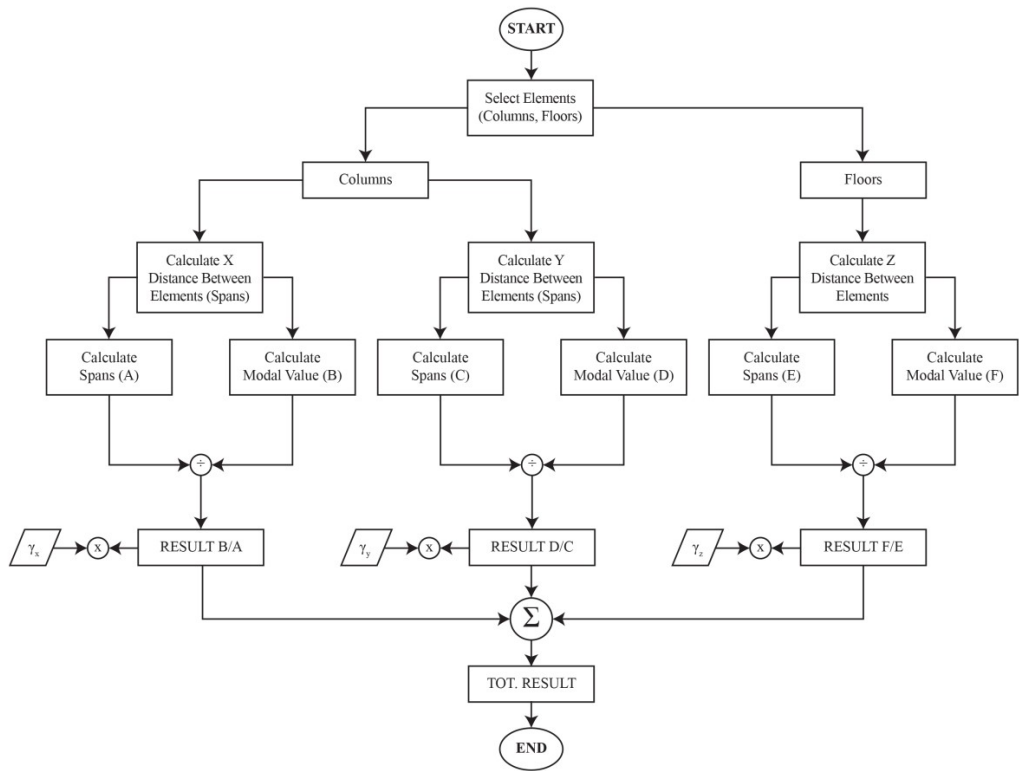 START
Select Elements
(Columns, Floors)
Columns
Floors
Calculate X
Distance Between
Elements (Spans)
Calculate Y
Distance Between
Elements (Spans)
Calculate Z
Distance Between
Elements
Calculate
Spans (A)
Calculate
Modal Value (B)
Calculate
Spans (C)
Calculate
Modal Value (D)
Calculate
Spans (E)
Calculate
Modal Value (F)
÷
÷
÷
γx
x
RESULT B/A
γy
x
RESULT D/C
γz
x
RESULT F/E
Σ
TOT. RESULT
END